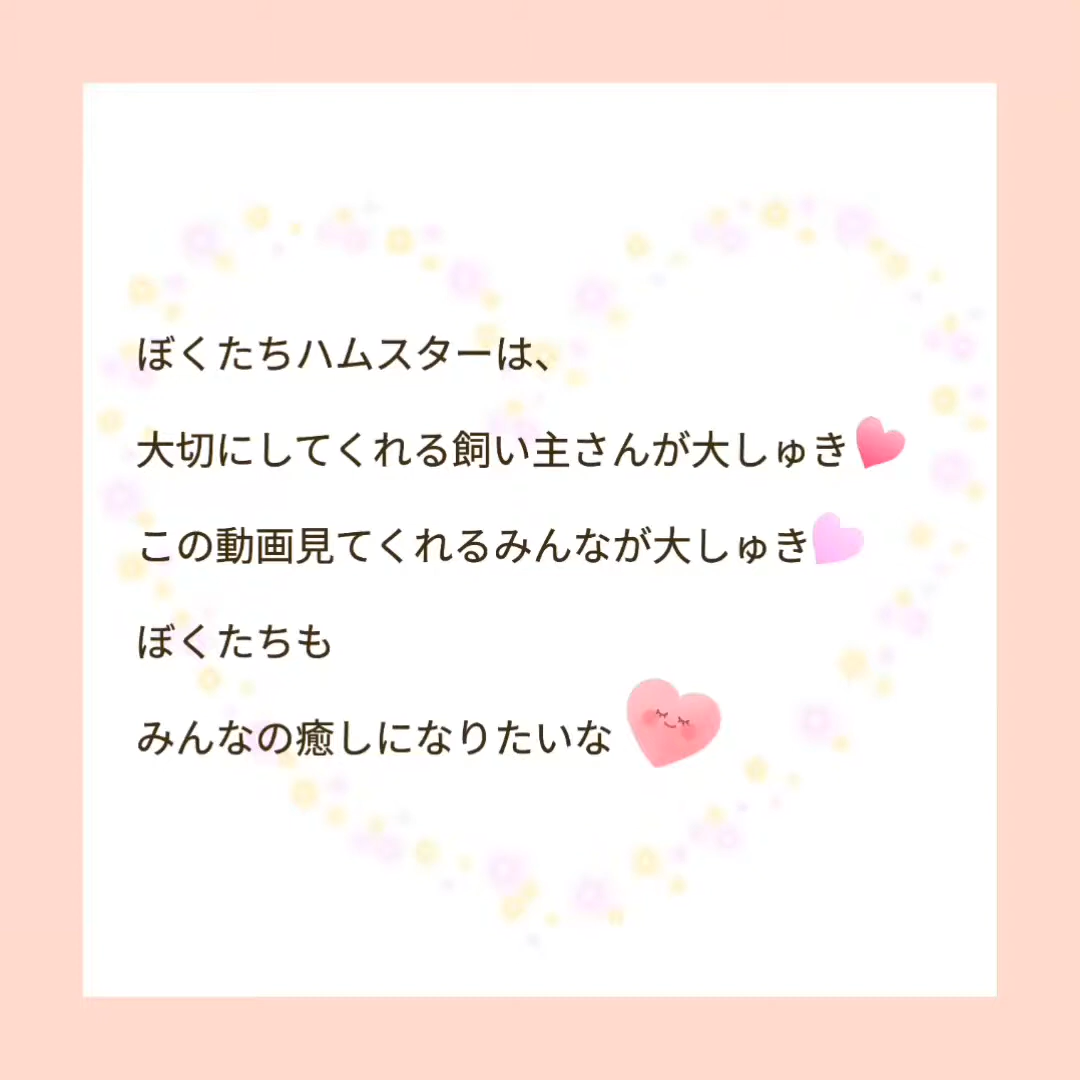 ぼくたちハムスターは、
大切にしてくれる飼い主さんが大しゅき
この動画見てくれるみんなが大しゅき
ぼくたちも
みんなの癒しになりたいな